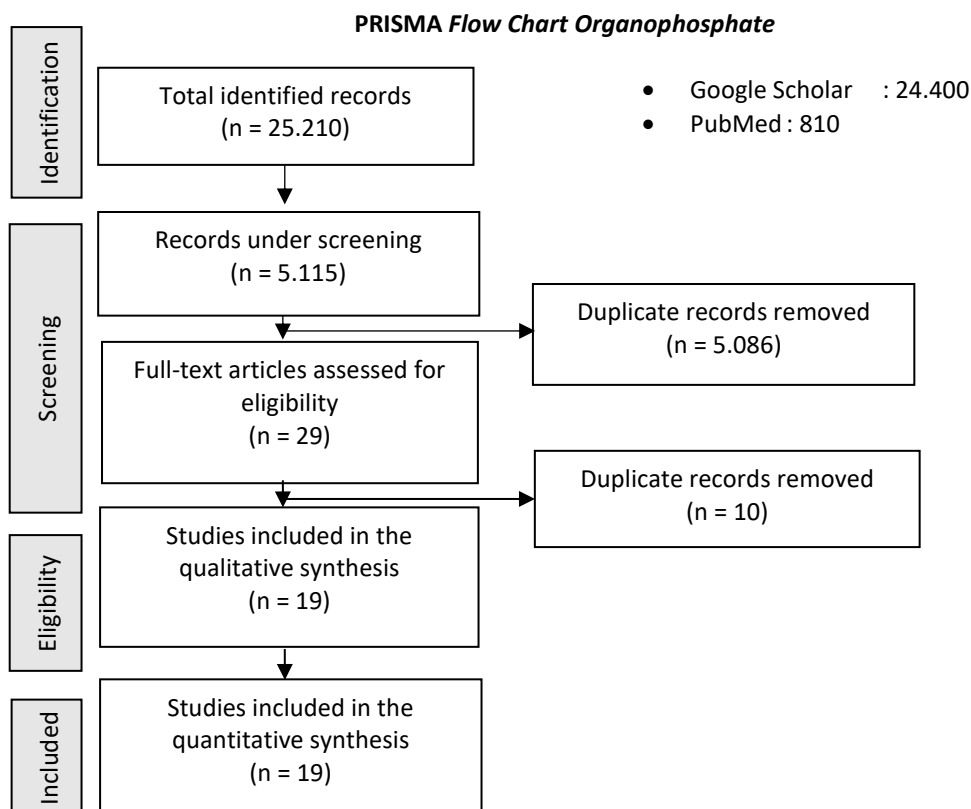 PRISMA Flow Chart Organophosphate
Identification
Total identified records
(n = 25.210)
• Google Scholar : 24.400
• PubMed : 810
Screening
Records under screening
(n = 5.115)
Duplicate records removed
(n = 5.086)
Full-text articles assessed for
eligibility
(n = 29)
Duplicate records removed
(n = 10)
Eligibility
Studies included in the
qualitative synthesis
(n = 19)
Included
Studies included in the
quantitative synthesis
(n = 19)